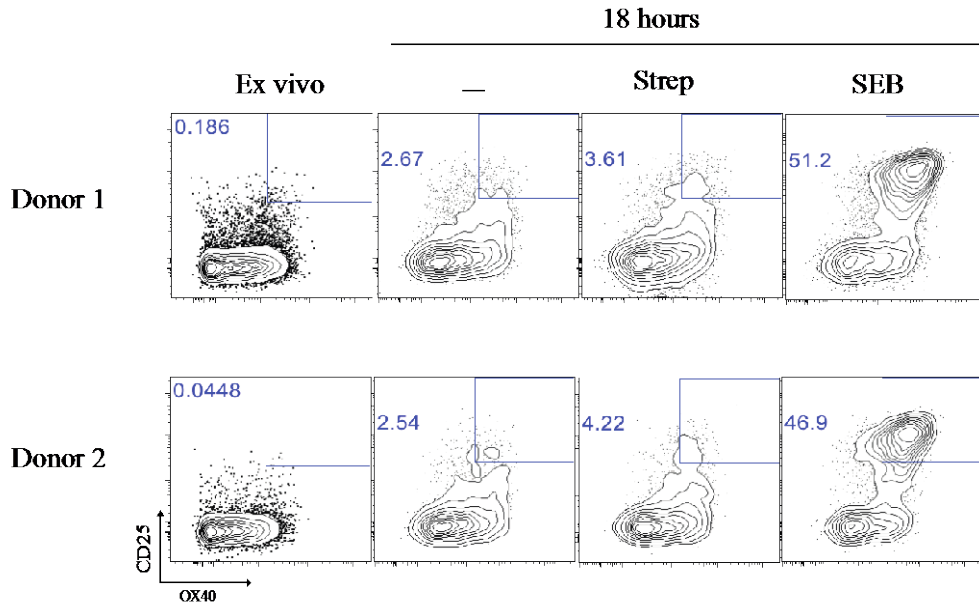 18 hours
Ex vivo
—
Strep
SEB
Donor 1
0.186
2.67
3.61
51.2
Donor 2
0.0448
2.54
4.22
46.9
CD25
OX40